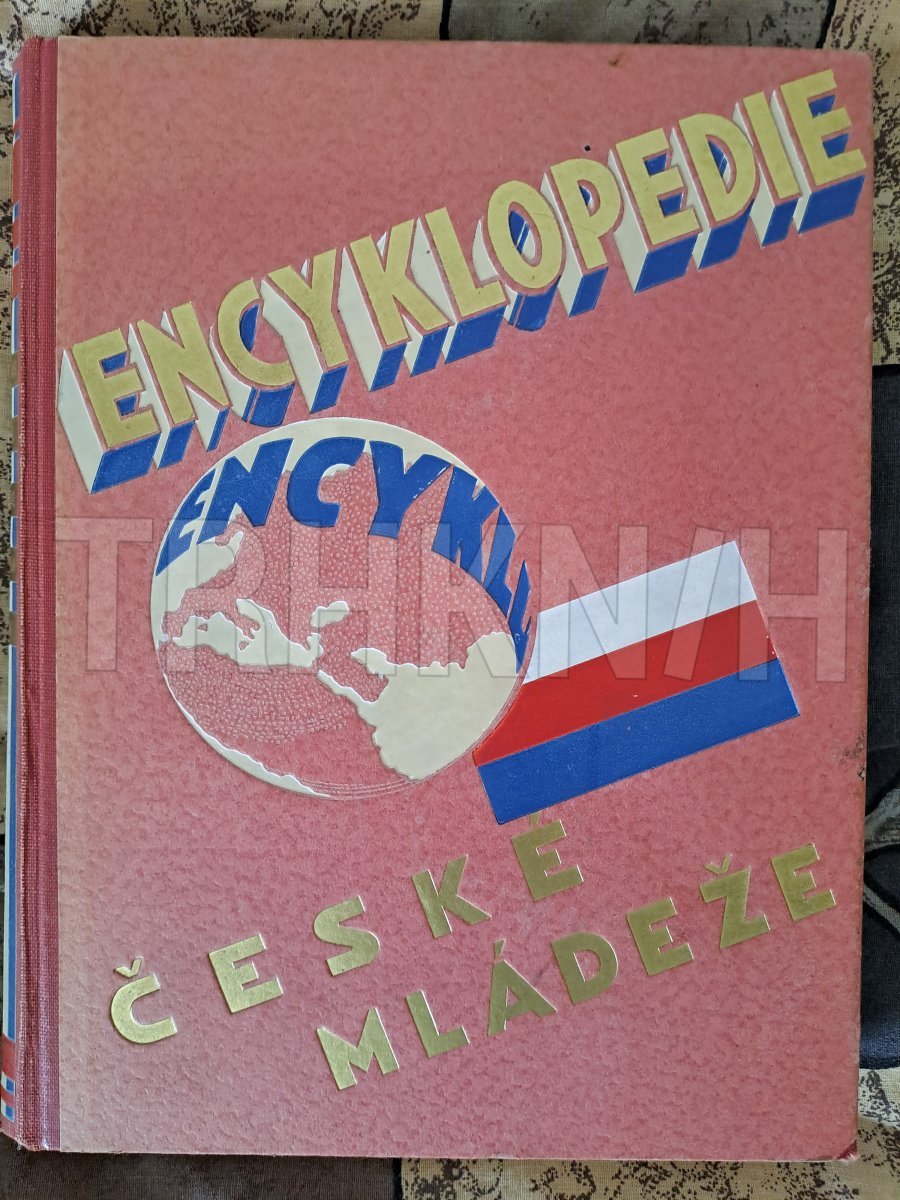 ENCYKLOPEDIE
ENCYKL
TRHKNIH
ČESKÉ
MLÁDEŽE